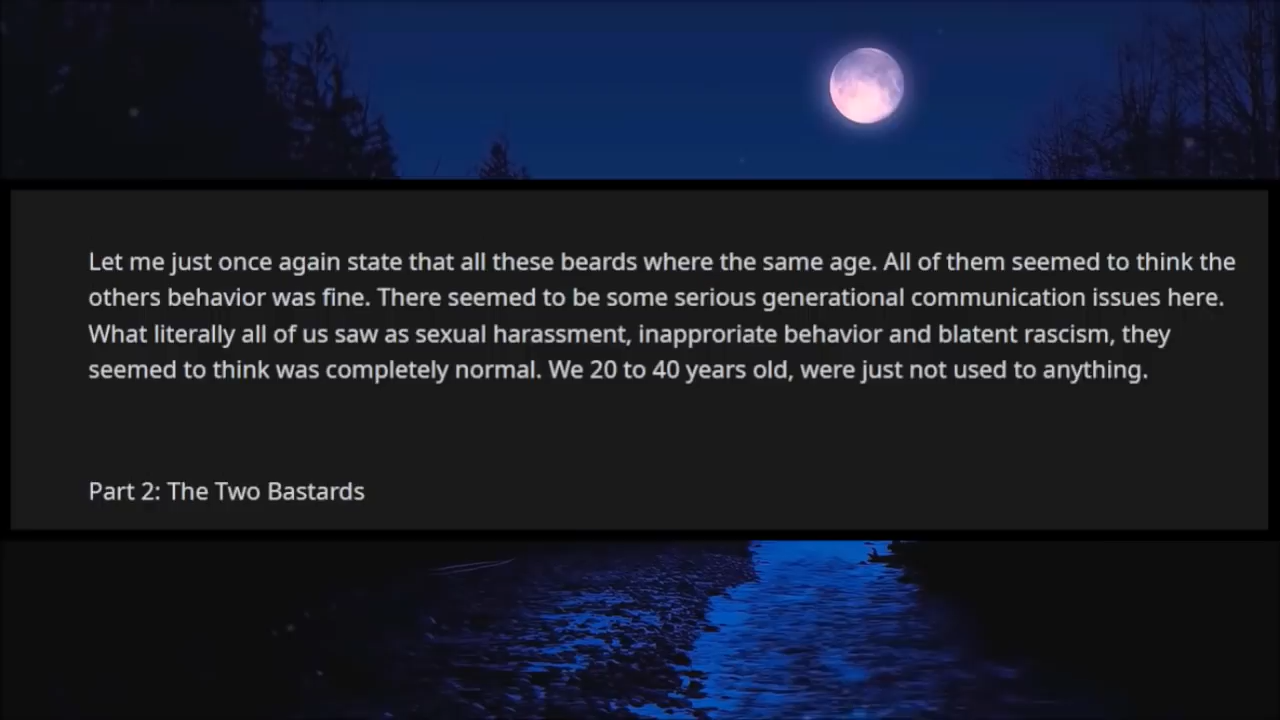 Let me just once again state that all these beards where the same age. All of them seemed to think the
others behavior was fine. There seemed to be some serious generational communication issues here.
What literally all of us saw as sexual harassment, inapproriate behavior and blatent rascism, they
seemed to think was completely normal. We 20 to 40 years old, were just not used to anything.
Part 2: The Two Bastards